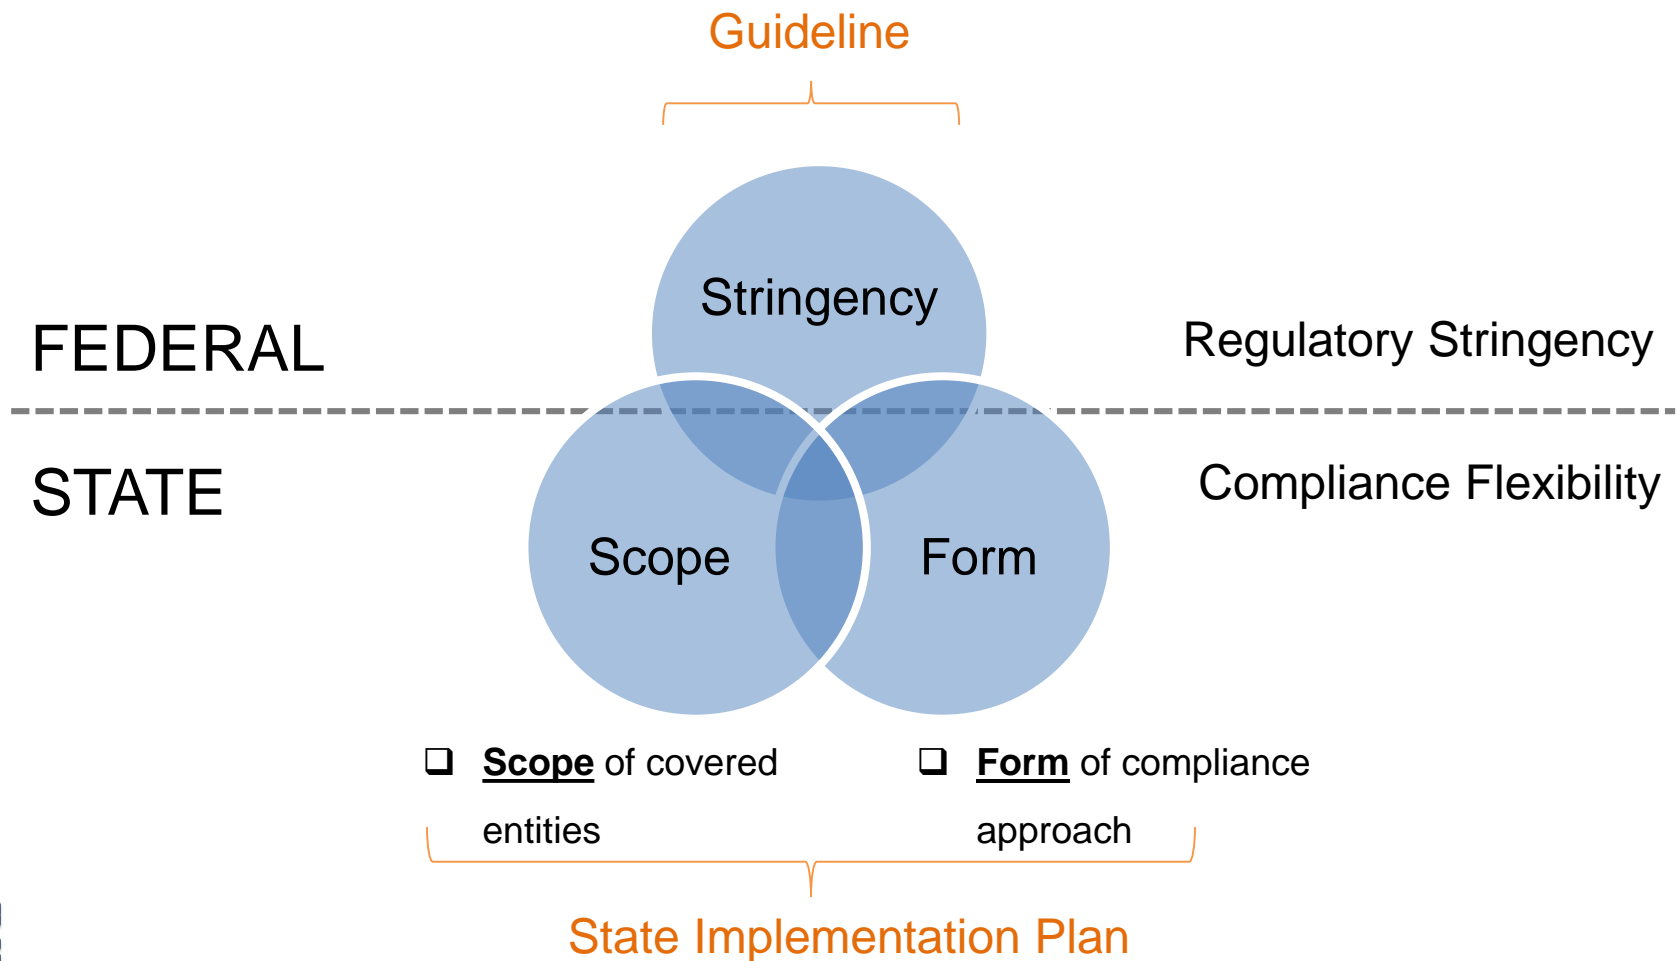 Guideline
Stringency
FEDERAL
Regulatory Stringency
STATE
Compliance Flexibility
Scope
Form
❑ Scope of covered
entities
❑ Form of compliance
approach
State Implementation Plan